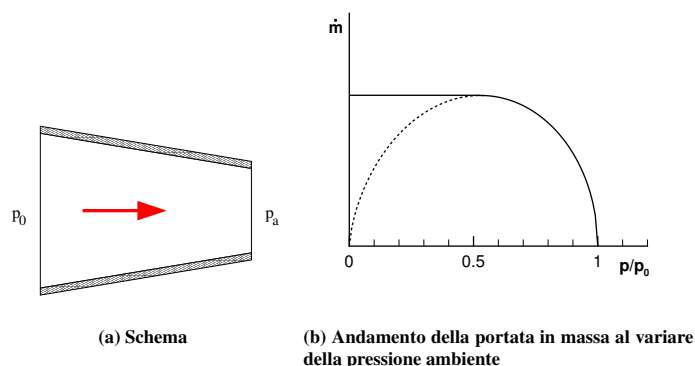 p0
pa
(a) Schema
ṁ
0
0.5
1
p/p0
(b) Andamento della portata in massa al variare
della pressione ambiente